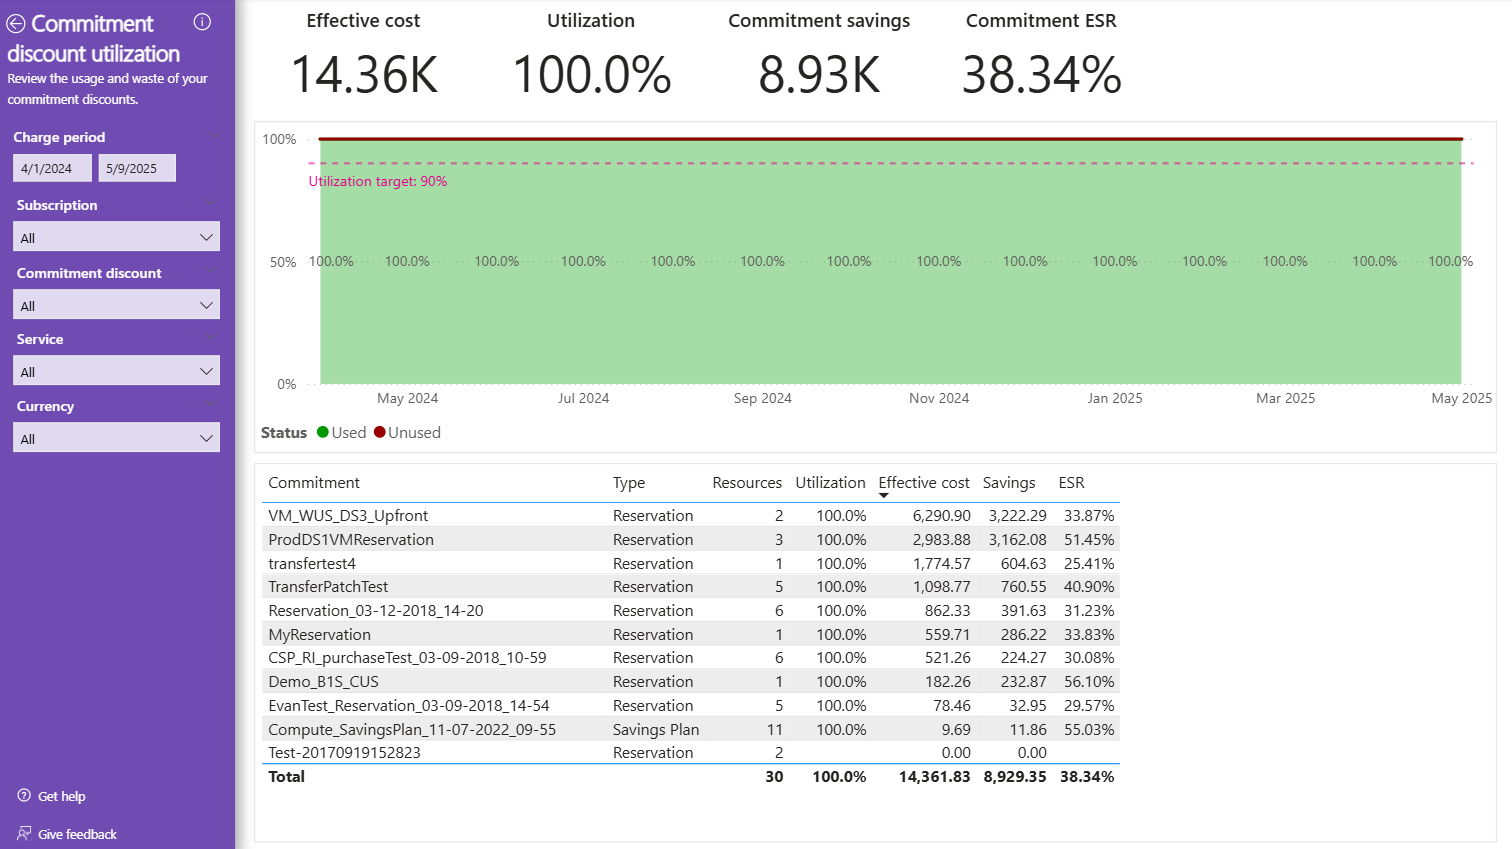 Commitment
discount utilization
Review the usage and waste of your
commitment discounts.
Charge period
4/1/2024 5/9/2025
Subscription
All
Commitment discount
All
Service
All
Currency
All
Get help
Give feedback
Effective cost Utilization Commitment savings Commitment ESR
14.36K 100.0% 8.93K 38.34%
100%
Utilization target: 90%
50% 100.0% 100.0% 100.0% 100.0% 100.0% 100.0% 100.0% 100.0% 100.0% 100.0% 100.0% 100.0% 100.0% 100.0%
0%
May 2024 Jul 2024 Sep 2024 Nov 2024 Jan 2025 Mar 2025 May 2025
Status Used Unused
Commitment Type Resources Utilization Effective cost Savings ESR
VM_WUS_DS3_Upfront Reservation 2 100.0% 6,290.90 3,222.29 33.87%
ProdDS1VMReservation Reservation 3 100.0% 2,983.88 3,162.08 51.45%
transfertest4 Reservation 1 100.0% 1,774.57 604.63 25.41%
TransferPatchTest Reservation 5 100.0% 1,098.77 760.55 40.90%
Reservation_03-12-2018_14-20 Reservation 6 100.0% 862.33 391.63 31.23%
MyReservation Reservation 1 100.0% 559.71 286.22 33.83%
CSP_RI_purchaseTest_03-09-2018_10-59 Reservation 6 100.0% 521.26 224.27 30.08%
Demo_B1S_CUS Reservation 1 100.0% 182.26 232.87 56.10%
EvanTest_Reservation_03-09-2018_14-54 Reservation 5 100.0% 78.46 32.95 29.57%
Compute_SavingsPlan_11-07-2022_09-55 Savings Plan 11 100.0% 9.69 11.86 55.03%
Test-20170919152823 Reservation 2 0.00 0.00
Total 30 100.0% 14,361.83 8,929.35 38.34%